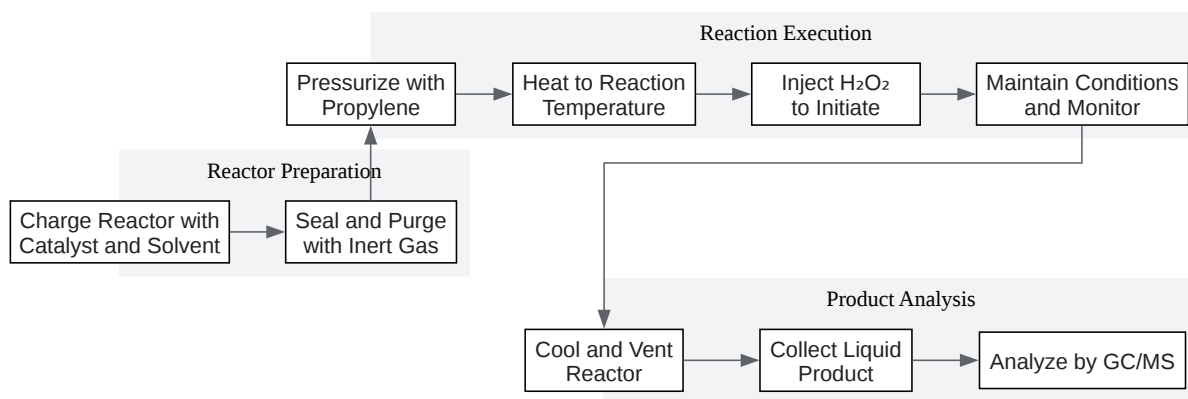 Reaction Execution
Pressurize with
Propylene
Heat to Reaction
Temperature
Inject H₂O₂
to Initiate
Maintain Conditions
and Monitor
Reactor Preparation
Charge Reactor with
Catalyst and Solvent
Seal and Purge
with Inert Gas
Product Analysis
Cool and Vent
Reactor
Collect Liquid
Product
Analyze by GC/MS